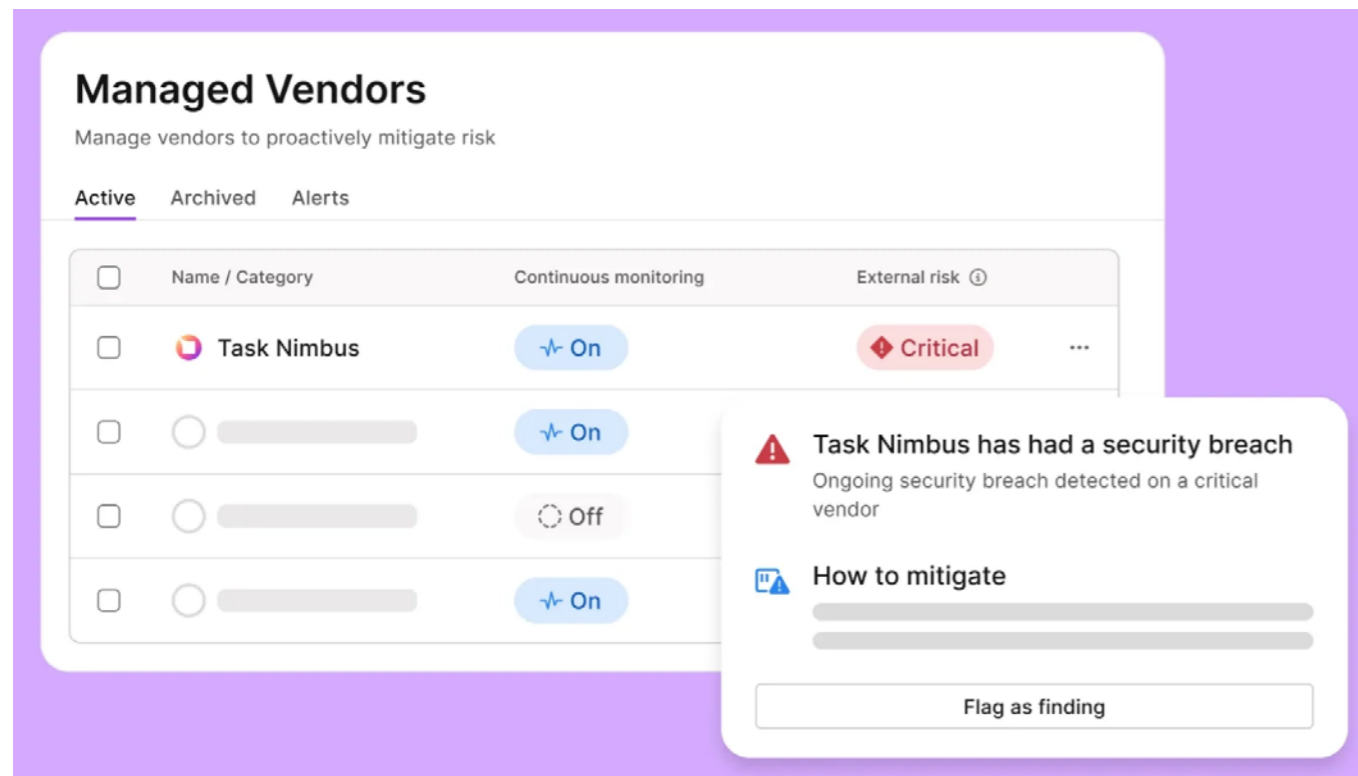 Managed Vendors
Manage vendors to proactively mitigate risk
Active Archived Alerts
Name / Category Continuous monitoring External risk
Task Nimbus On Critical ...
On
Off
On
Task Nimbus has had a security breach
Ongoing security breach detected on a critical
vendor
How to mitigate
Flag as finding